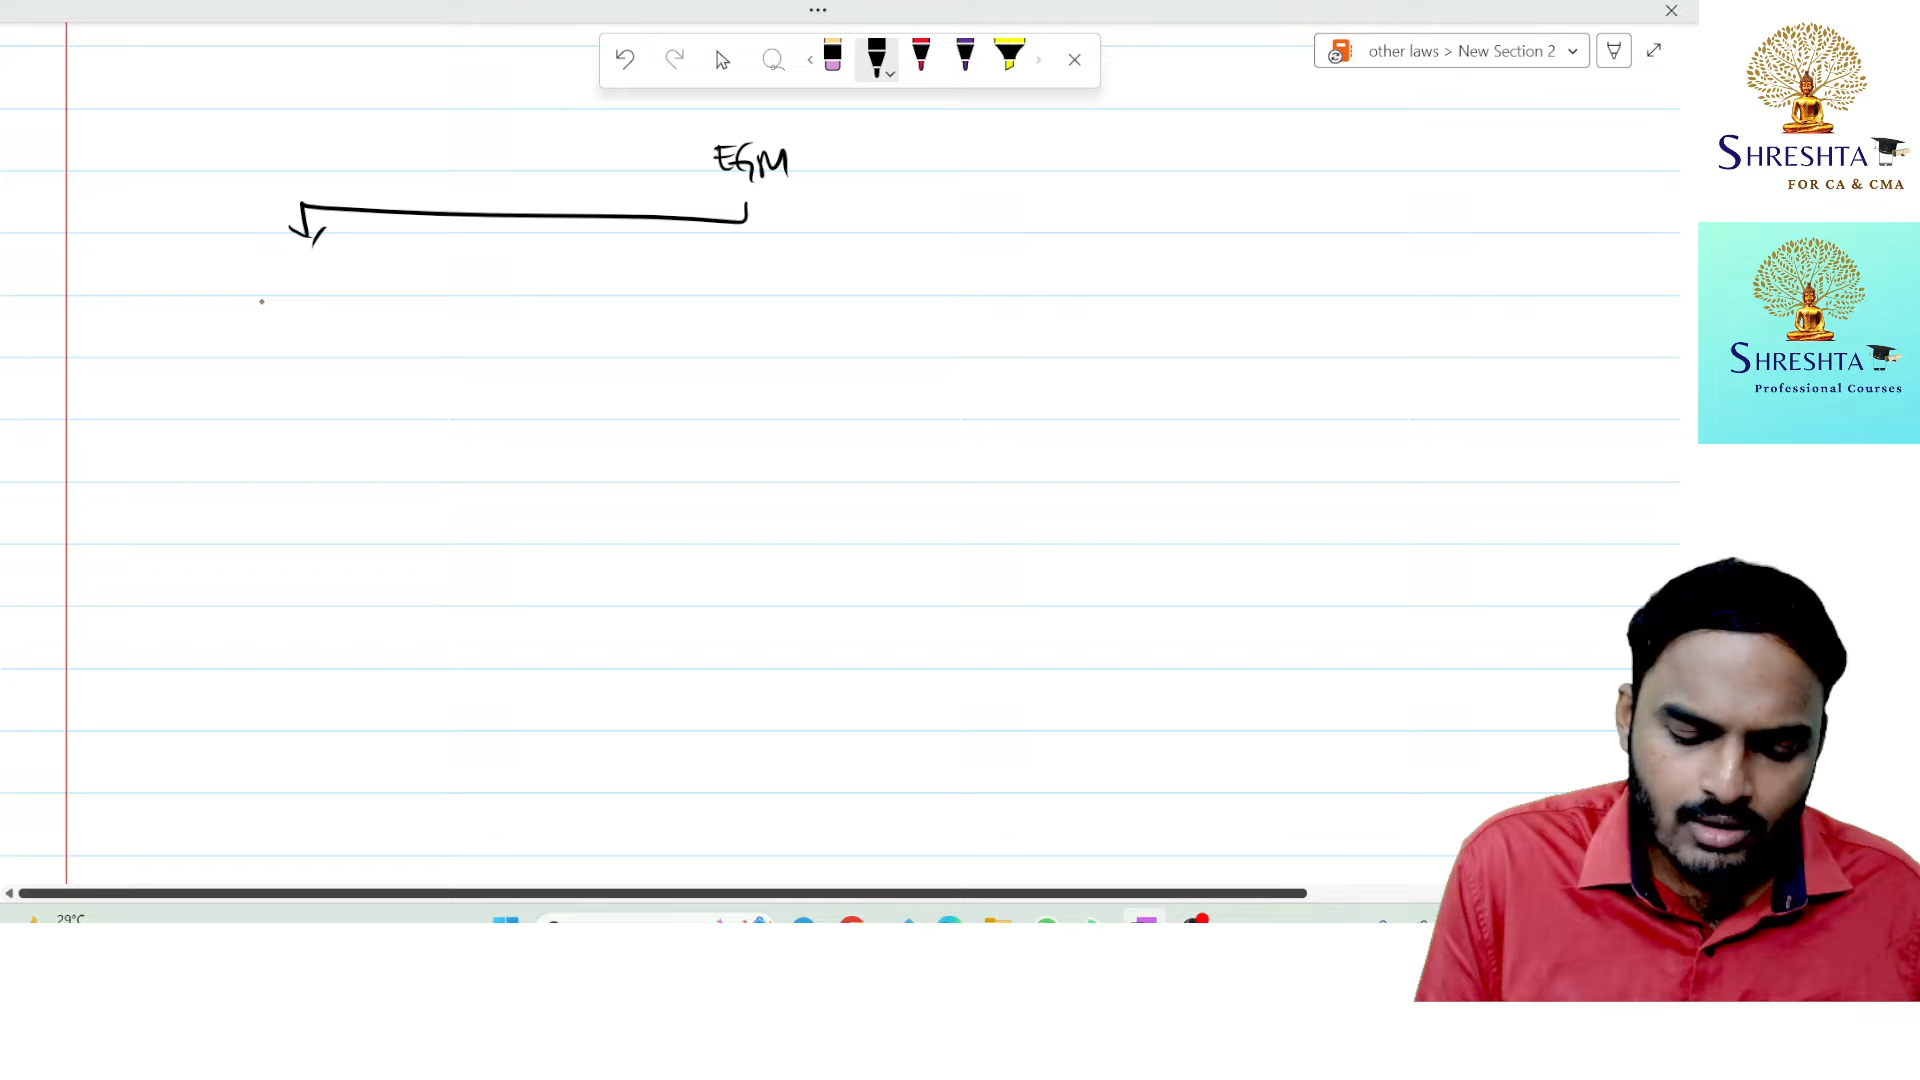 other laws > New Section 2
EGM
SHRESHTA
FOR CA & CMA
SHRESHTA
Professional Courses
29°C